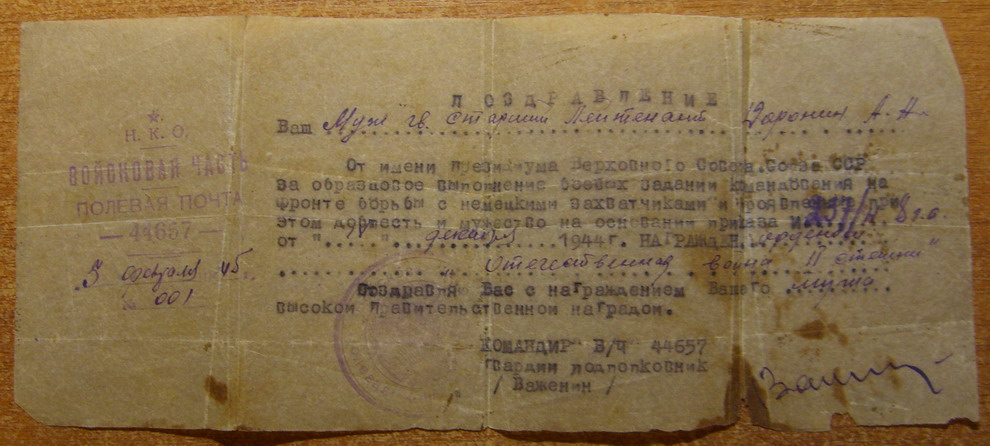 Н. К. О.
ВОЙСКОВАЯ ЧАСТЬ
ПОЛЕВАЯ ПОЧТА
— 44657 —
3 февраля 45г.
№ 001
ПОЗДРАВЛЕНИЕ
Ваш Муж гв. старший Лейтенант Воронин А.
От имени Президиума Верховного Совета Союза ССР
за образцовое выполнение боевых заданий командования на
фронте борьбы с немецкими захватчиками и проявленные при
этом доблесть и мужество на основании приказа
от " " декабря 1944г. НАГРАЖДЕН орденом
„Отечественная война II степени"
Поздравля Вас с награждением Вашего мужа
высокой Правительственной наградой.
КОМАНДИР В/Ч 44657
гвардии подполковник
/ Важенин /